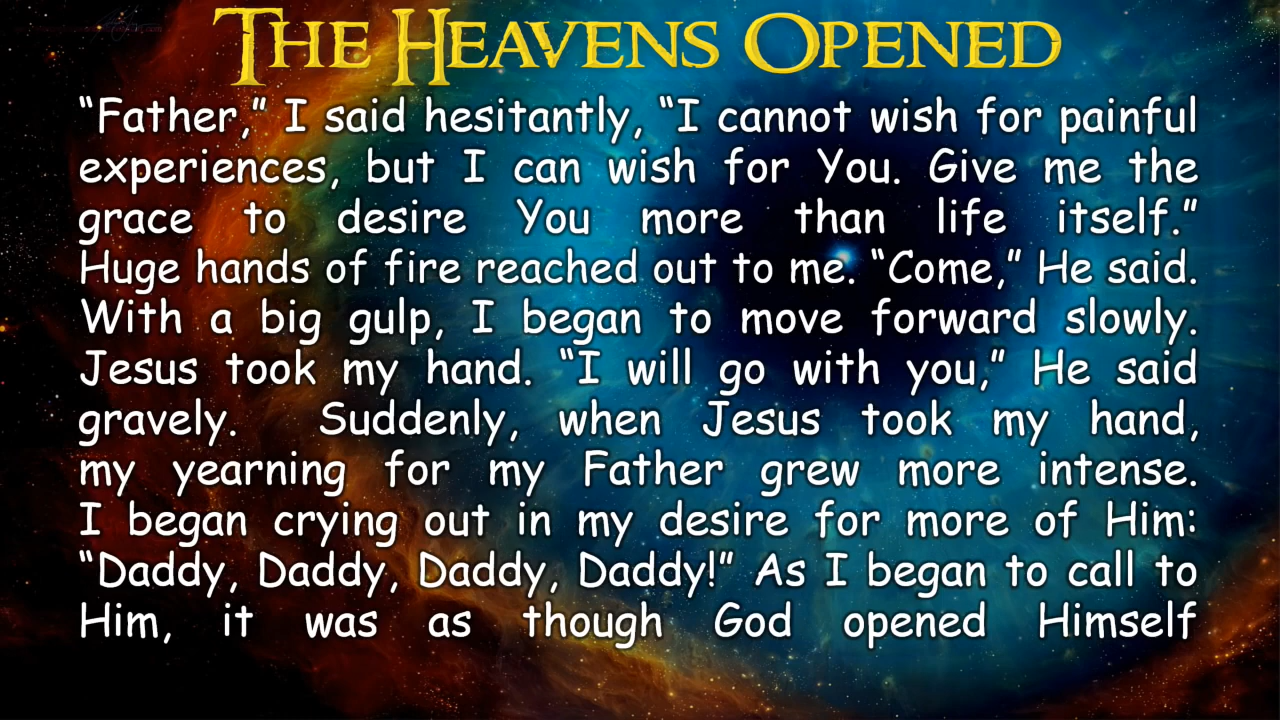 THE HEAVENS OPENED
“Father,” I said hesitantly, “I cannot wish for painful
experiences, but I can wish for You. Give me the
grace to desire You more than life itself.”
Huge hands of fire reached out to me. “Come,” He said.
With a big gulp, I began to move forward slowly.
Jesus took my hand. “I will go with you,” He said
gravely. Suddenly, when Jesus took my hand,
my yearning for my Father grew more intense.
I began crying out in my desire for more of Him:
“Daddy, Daddy, Daddy, Daddy!” As I began to call to
Him, it was as though God opened Himself